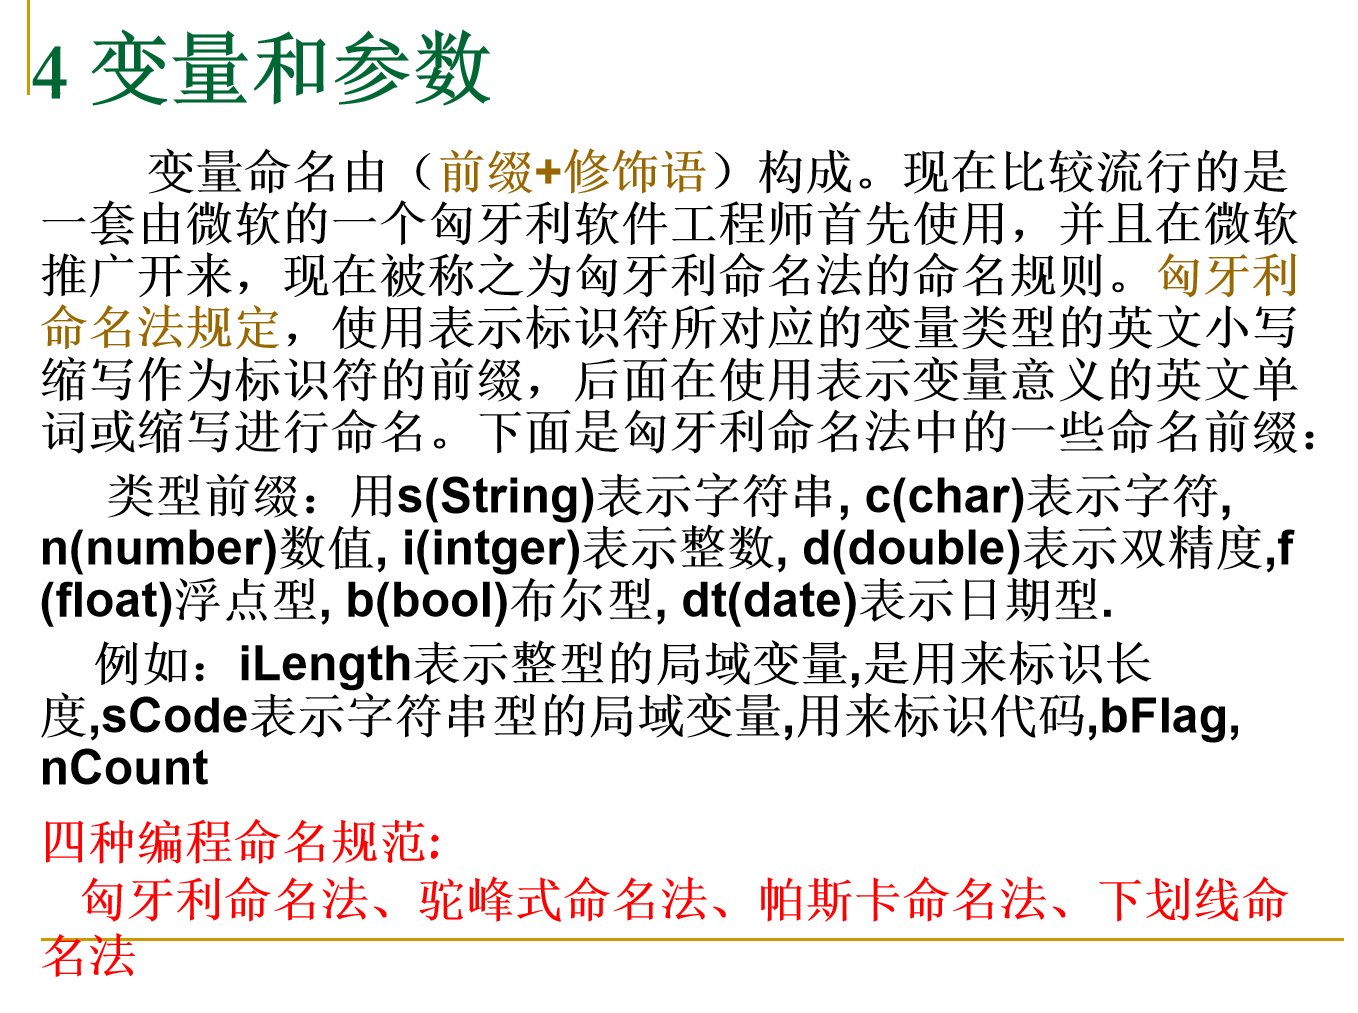 4 变量和参数
变量命名由（前缀+修饰语）构成。现在比较流行的是
一套由微软的一个匈牙利软件工程师首先使用，并且在微软
推广开来，现在被称之为匈牙利命名法的命名规则。匈牙利
命名法规定，使用表示标识符所对应的变量类型的英文小写
缩写作为标识符的前缀，后面在使用表示变量意义的英文单
词或缩写进行命名。下面是匈牙利命名法中的一些命名前缀：
类型前缀：用s(String)表示字符串, c(char)表示字符,
n(number)数值, i(intger)表示整数, d(double)表示双精度,f
(float)浮点型, b(bool)布尔型, dt(date)表示日期型.
例如：iLength表示整型的局域变量,是用来标识长
度,sCode表示字符串型的局域变量,用来标识代码,bFlag,
nCount
四种编程命名规范:
匈牙利命名法、驼峰式命名法、帕斯卡命名法、下划线命
名法